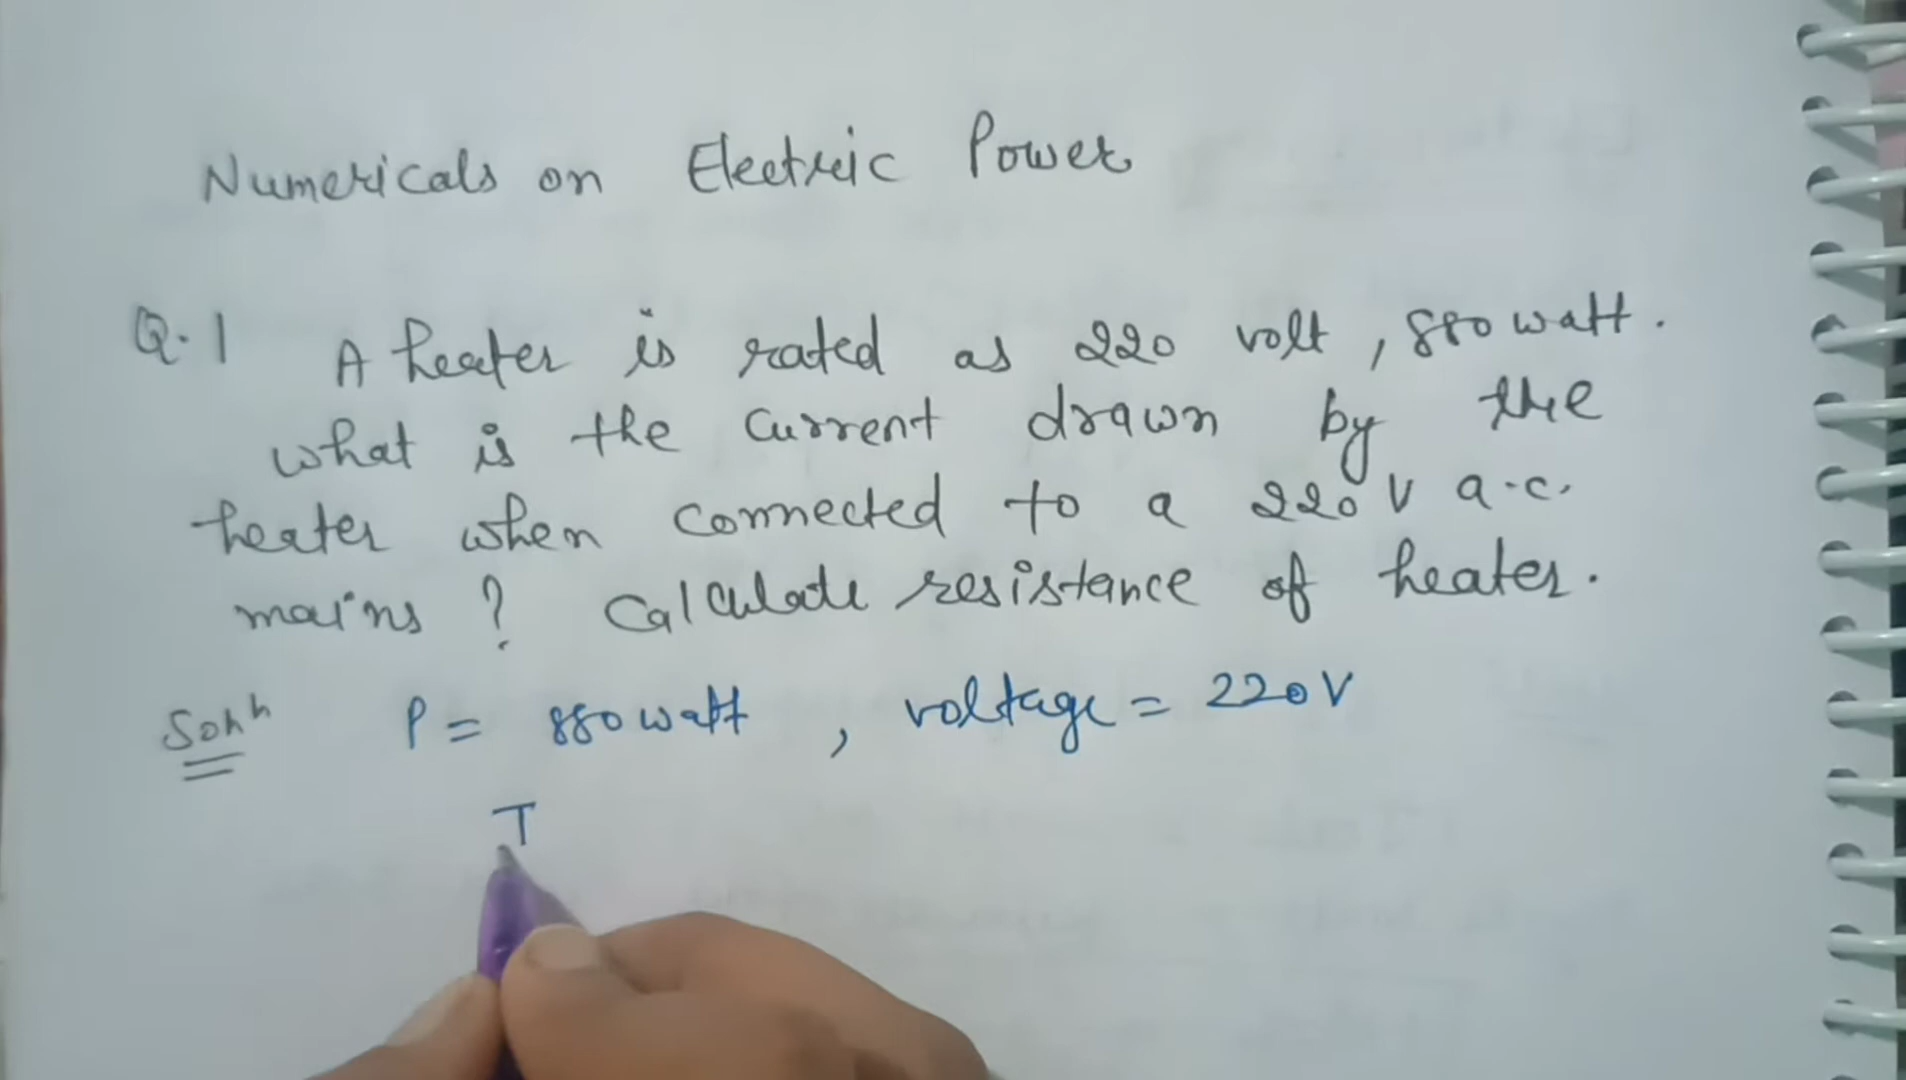 Numericals on Electric Power
Q.1 A heater is rated as 220 volt, 880 watt.
what is the current drawn by the
heater when connected to a 220 V a.c.
mains ? Calculate resistance of heater.
Soln P = 880 watt , voltage = 220 V
I